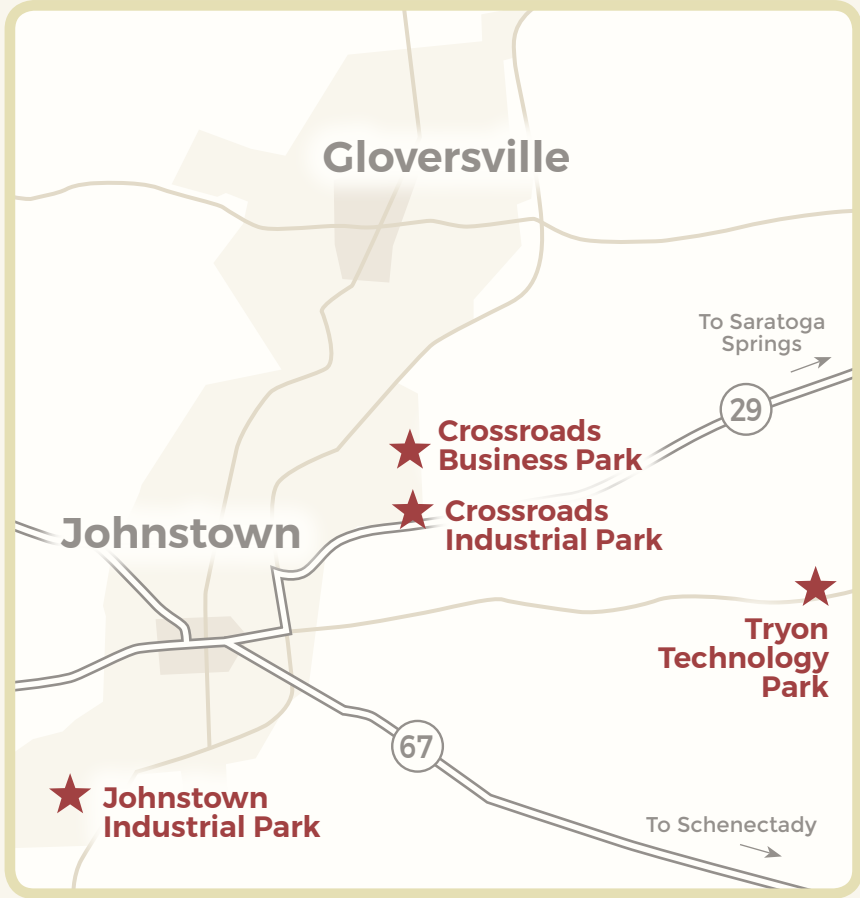 Gloversville
To Saratoga
Springs
29
Crossroads
Business Park
Crossroads
Industrial Park
Johnstown
Tryon
Technology
Park
67
Johnstown
Industrial Park
To Schenectady